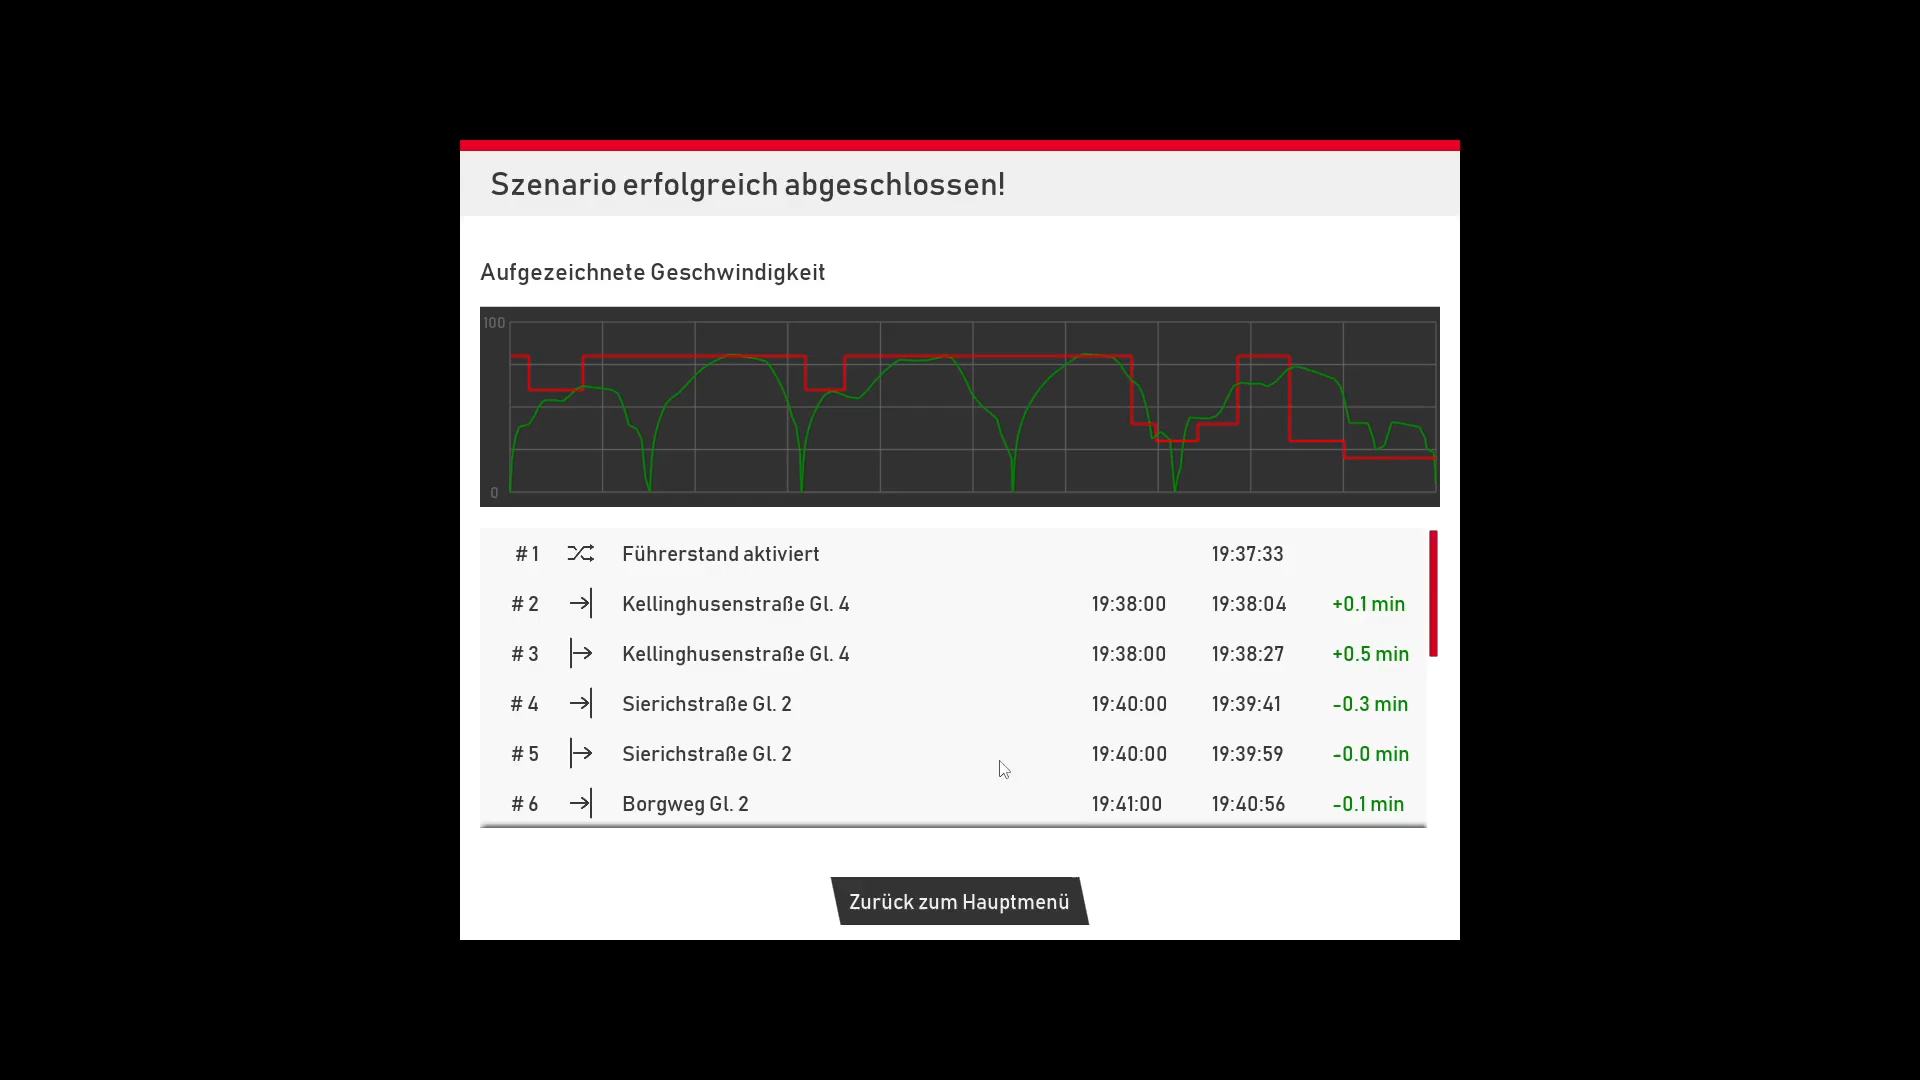 Szenario erfolgreich abgeschlossen!
Aufgezeichnete Geschwindigkeit
100
0
# 1 Führerstand aktiviert 19:37:33
# 2 Kellinghusenstraße Gl. 4 19:38:00 19:38:04 +0.1 min
# 3 Kellinghusenstraße Gl. 4 19:38:00 19:38:27 +0.5 min
# 4 Sierichstraße Gl. 2 19:40:00 19:39:41 -0.3 min
# 5 Sierichstraße Gl. 2 19:40:00 19:39:59 -0.0 min
# 6 Borgweg Gl. 2 19:41:00 19:40:56 -0.1 min
Zurück zum Hauptmenü